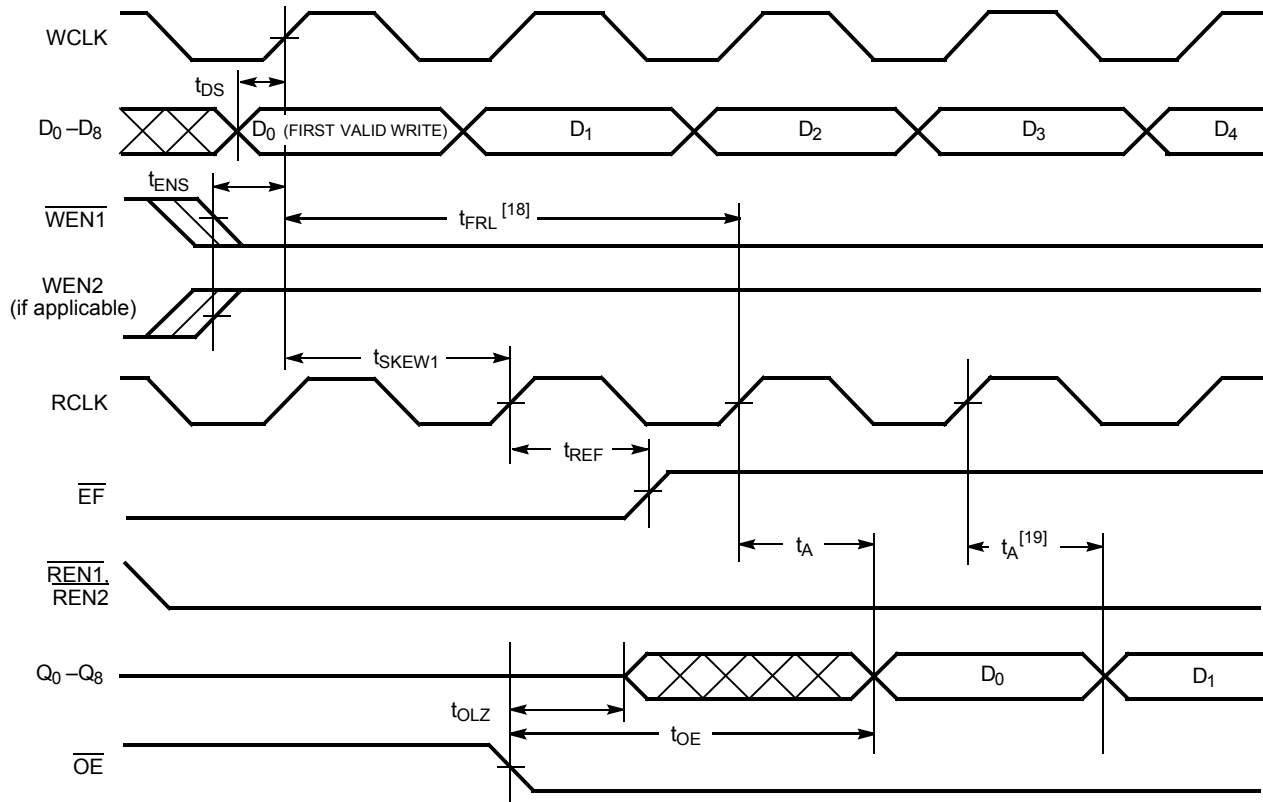 WCLK
tDS
D0 –D8
D0 (FIRST VALID WRITE)
D1
D2
D3
D4
tENS
WEN1
tFRL [18]
WEN2
(if applicable)
tSKEW1
RCLK
tREF
EF
tA
tA[19]
REN1,
REN2
Q0 –Q8
D0
D1
tOLZ
tOE
OE